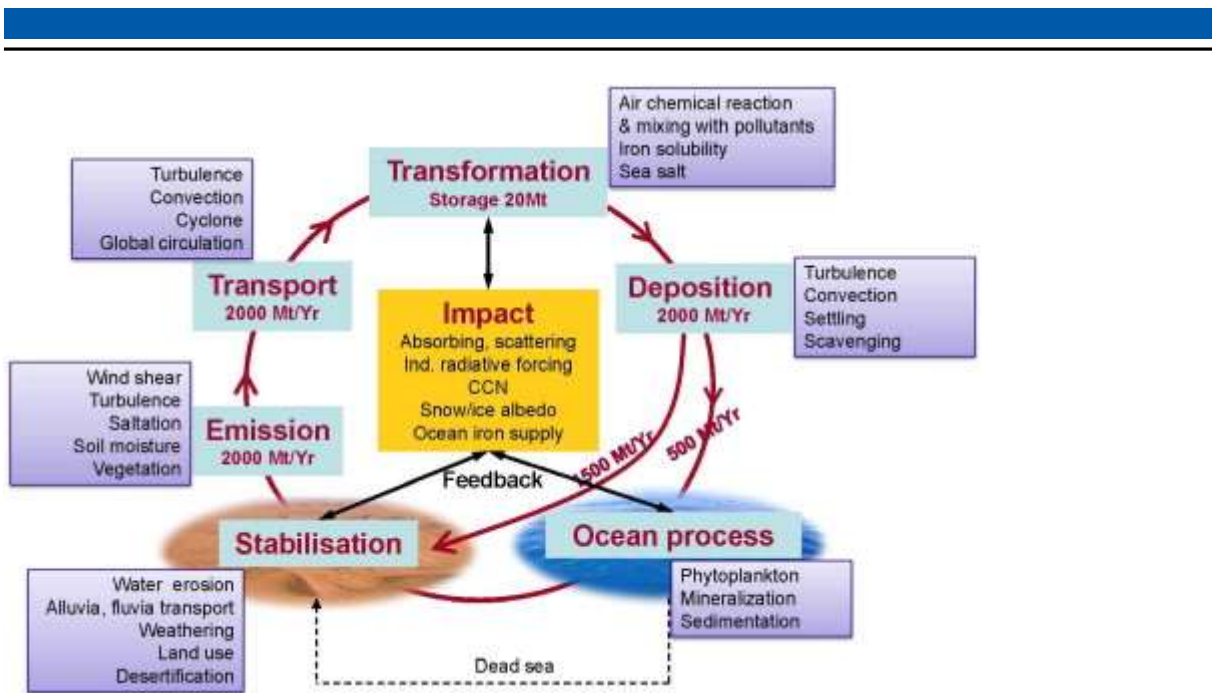 Air chemical reaction
& mixing with pollutants
Iron solubility
Sea salt
Transformation
Storage 20Mt
Turbulence
Convection
Cyclone
Global circulation
Transport
2000 Mt/Yr
Deposition
2000 Mt/Yr
Turbulence
Convection
Settling
Scavenging
Impact
Absorbing, scattering
Ind. radiative forcing
CCN
Snow/ice albedo
Ocean iron supply
Wind shear
Turbulence
Saltation
Soil moisture
Vegetation
Emission
2000 Mt/Yr
1500 Mt/Yr
500 Mt/Yr
Feedback
Stabilisation
Ocean process
Water erosion
Alluvia, fluvia transport
Weathering
Land use
Desertification
Phytoplankton
Mineralization
Sedimentation
Dead sea